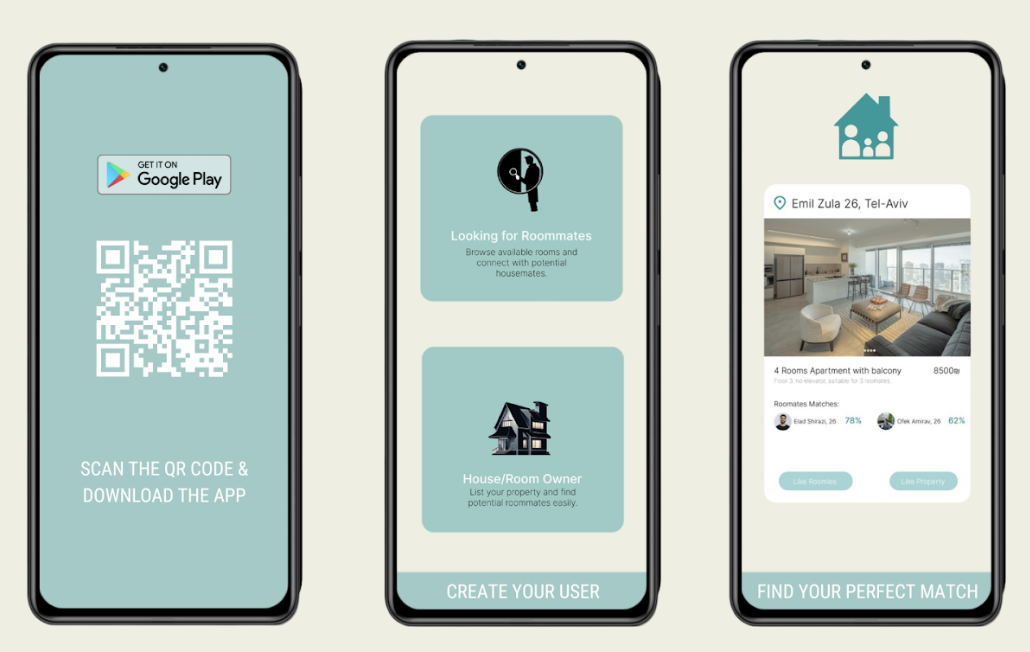 GET IT ON
Google Play
SCAN THE QR CODE &
DOWNLOAD THE APP
Looking for Roommates
Browse available rooms and
connect with potential
housemates.
House/Room Owner
List your property and find
potential roommates easily.
CREATE YOUR USER
Emil Zula 26, Tel-Aviv
4 Rooms Apartment with balcony 8500₪
Floor 3, no elevator, suitable for 3 roomates
Roomates Matches:
Elad Shirazi, 26 78% Ofek Amirav, 26 62%
Like Roomies Like Property
FIND YOUR PERFECT MATCH